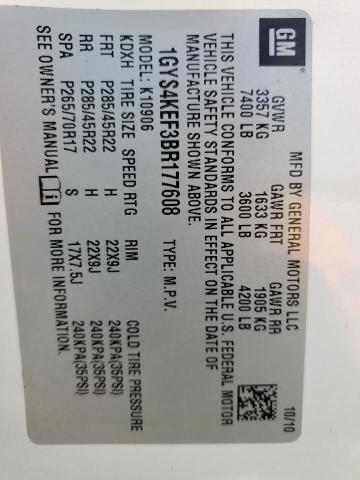 GM
MFD BY GENERAL MOTORS LLC
10/10
GVWR GAWR FRT GAWR RR
3357 KG 1633 KG 1905 KG
7400 LB 3600 LB 4200 LB
THIS VEHICLE CONFORMS TO ALL APPLICABLE U.S. FEDERAL MOTOR
VEHICLE SAFETY STANDARDS IN EFFECT ON THE DATE OF
MANUFACTURE SHOWN ABOVE.
1GYS4KEF3BR177608 TYPE: M.P.V.
MODEL: K10906
KDXH TIRE SIZE SPEED RTG RIM COLD TIRE PRESSURE
FRT P285/45R22 H 22X9J 240KPA(35PSI)
RR P285/45R22 H 22X9J 240KPA(35PSI)
SPA P265/70R17 S 17X7.5J 240KPA(35PSI)
SEE OWNER'S MANUAL FOR MORE INFORMATION.